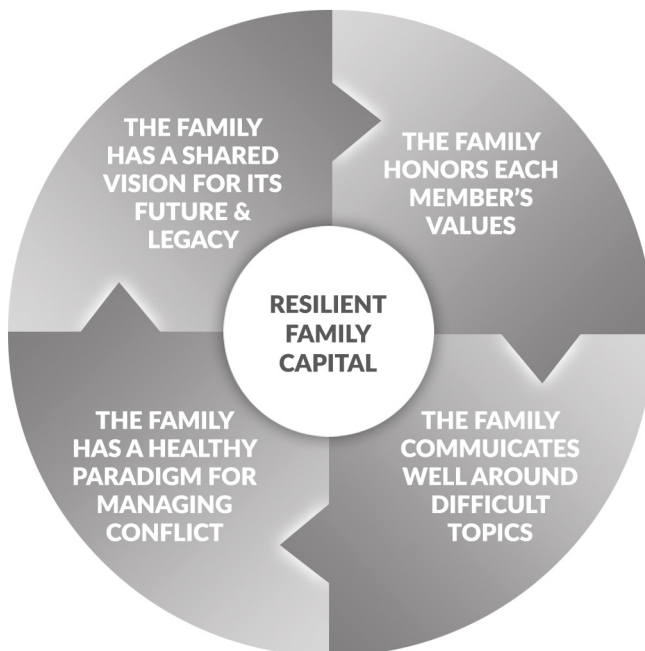 THE FAMILY
HAS A SHARED
VISION FOR ITS
FUTURE &
LEGACY
THE FAMILY
HONORS EACH
MEMBER'S
VALUES
RESILIENT
FAMILY
CAPITAL
THE FAMILY
HAS A HEALTHY
PARADIGM FOR
MANAGING
CONFLICT
THE FAMILY
COMMUICATES
WELL AROUND
DIFFICULT
TOPICS